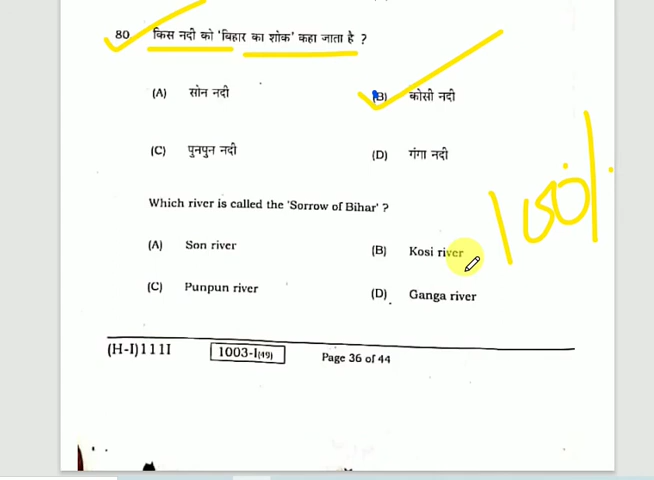 80 किस नदी को 'बिहार का शोक' कहा जाता है ?
(A) सोन नदी (B) कोसी नदी
(C) पुनपुन नदी (D) गंगा नदी
100%
Which river is called the 'Sorrow of Bihar' ?
(A) Son river (B) Kosi river
(C) Punpun river (D) Ganga river
(H-I)111I 1003-I(49) Page 36 of 44